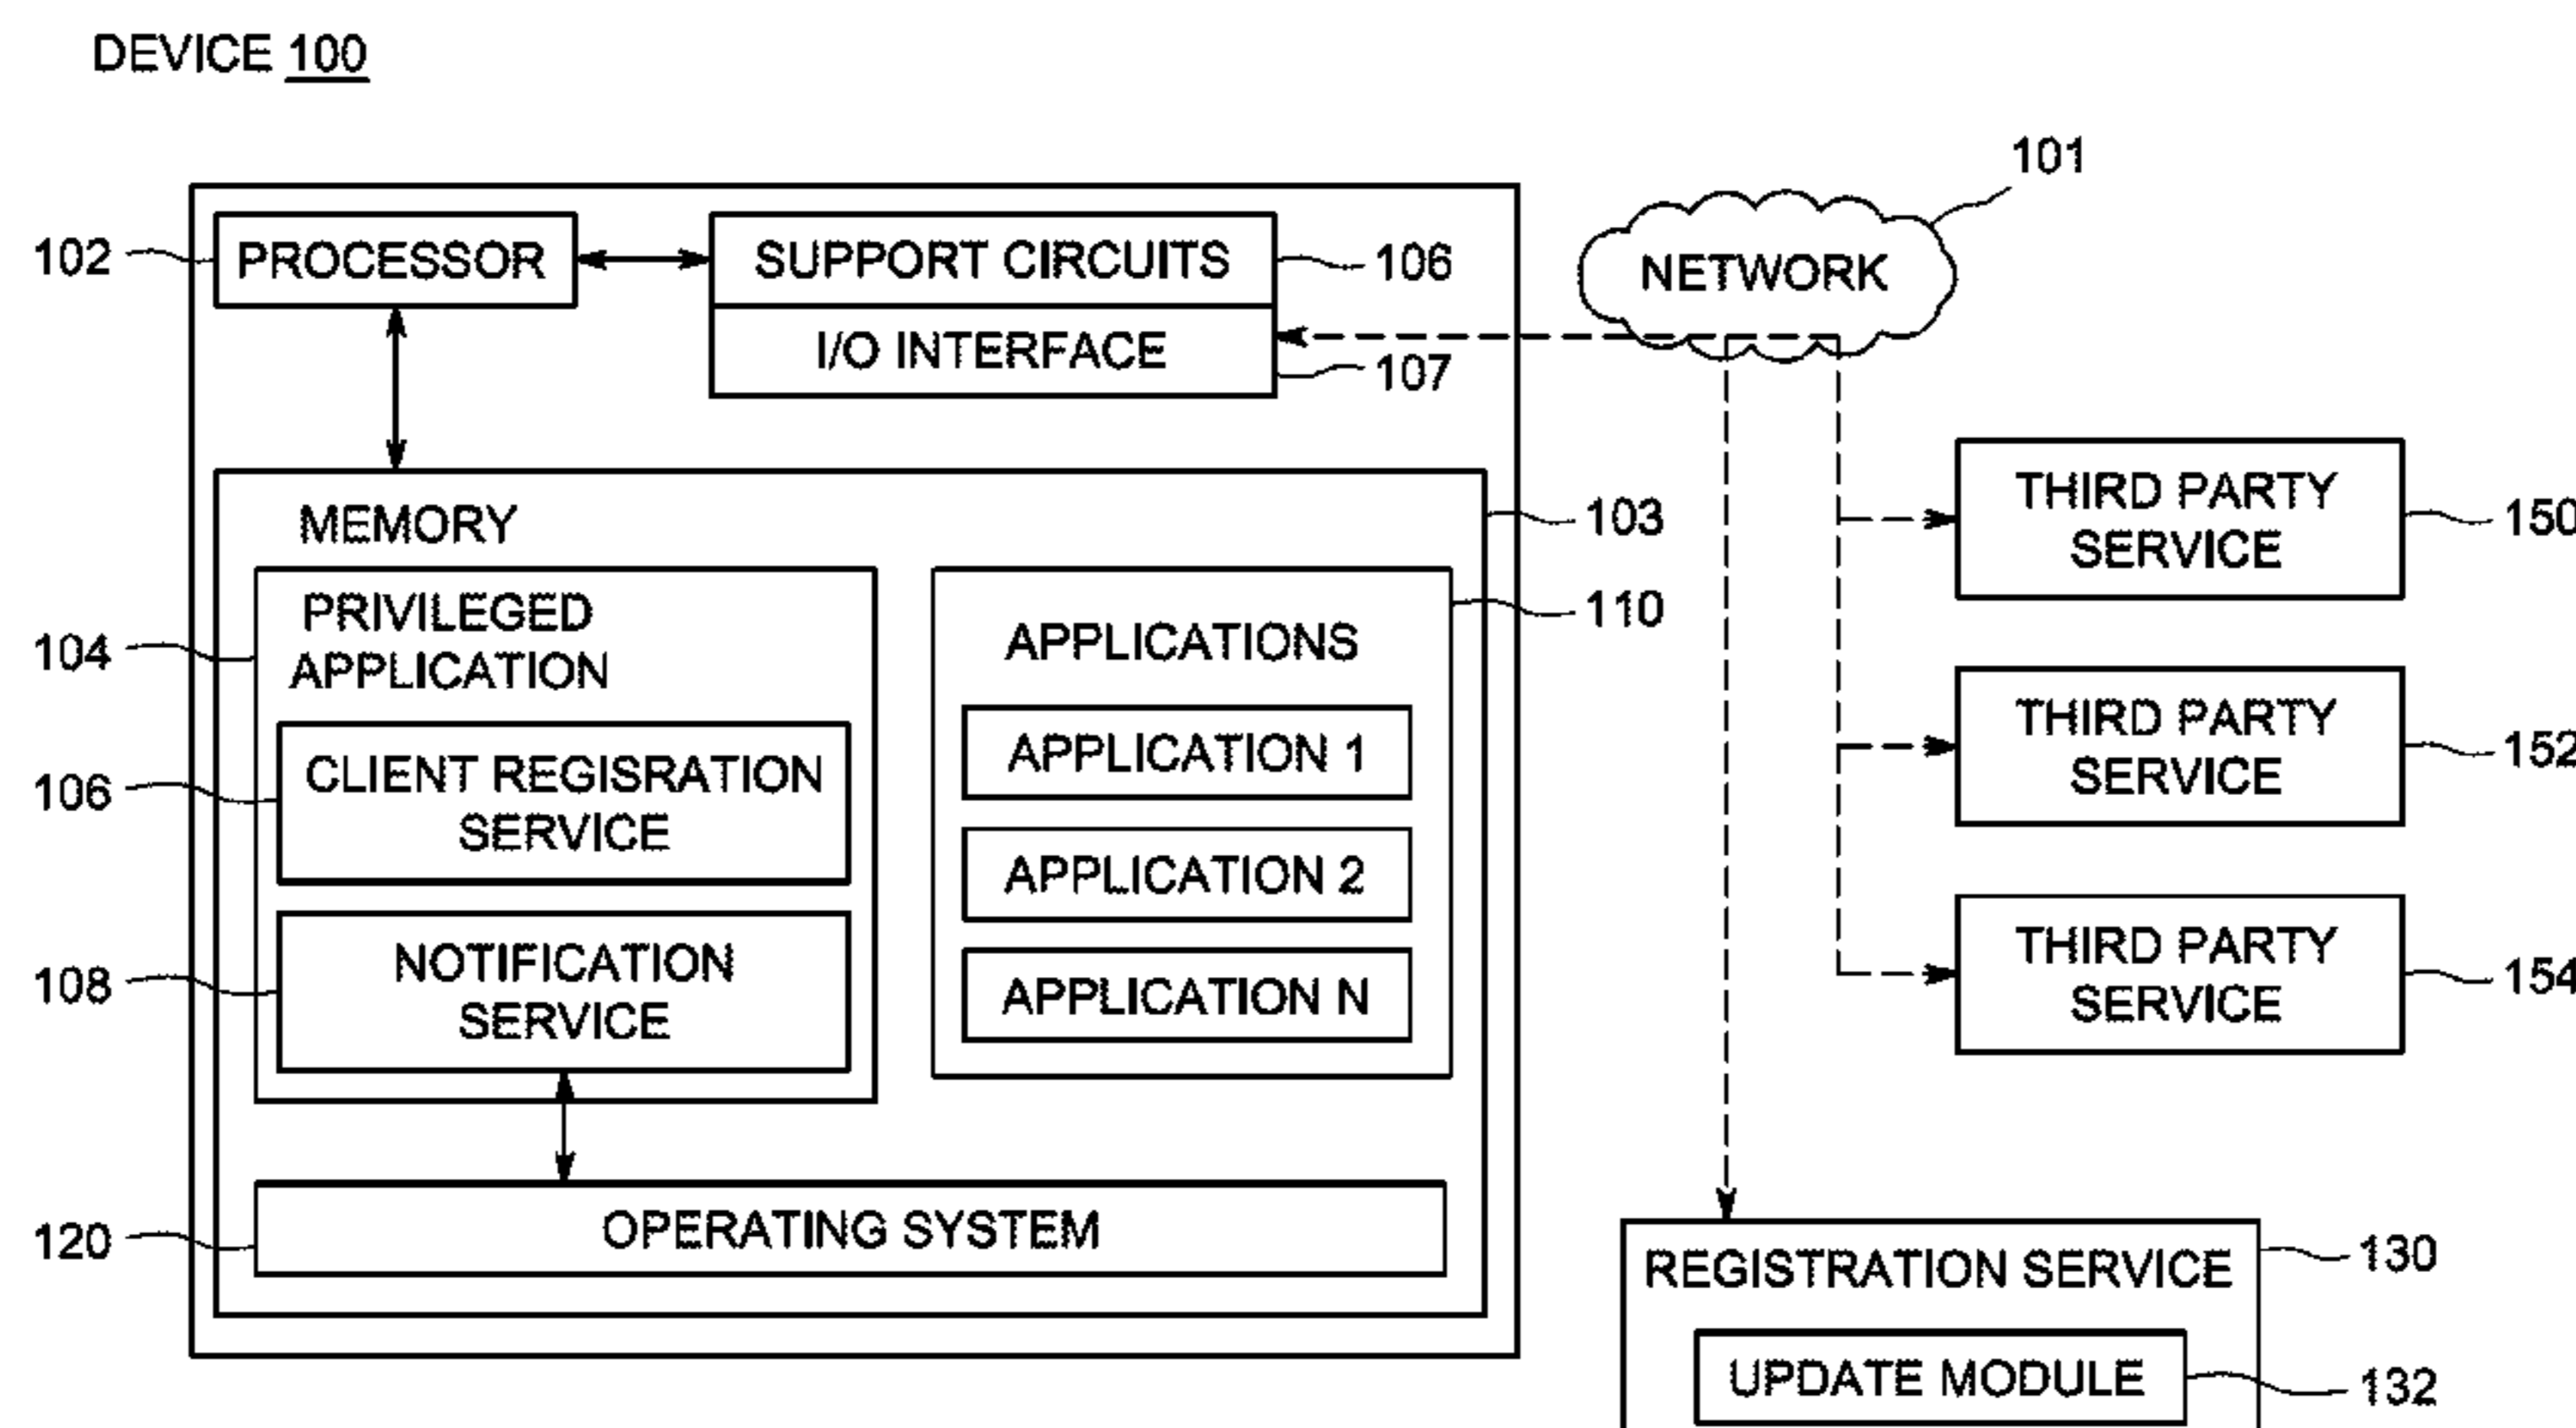 DEVICE 100
101
102
PROCESSOR
SUPPORT CIRCUITS
106
I/O INTERFACE
107
NETWORK
MEMORY
103
PRIVILEGED
APPLICATION
104
CLIENT REGISRATION
SERVICE
106
NOTIFICATION
SERVICE
108
APPLICATIONS
110
APPLICATION 1
APPLICATION 2
APPLICATION N
OPERATING SYSTEM
120
THIRD PARTY
SERVICE
150
THIRD PARTY
SERVICE
152
THIRD PARTY
SERVICE
154
REGISTRATION SERVICE
130
UPDATE MODULE
132